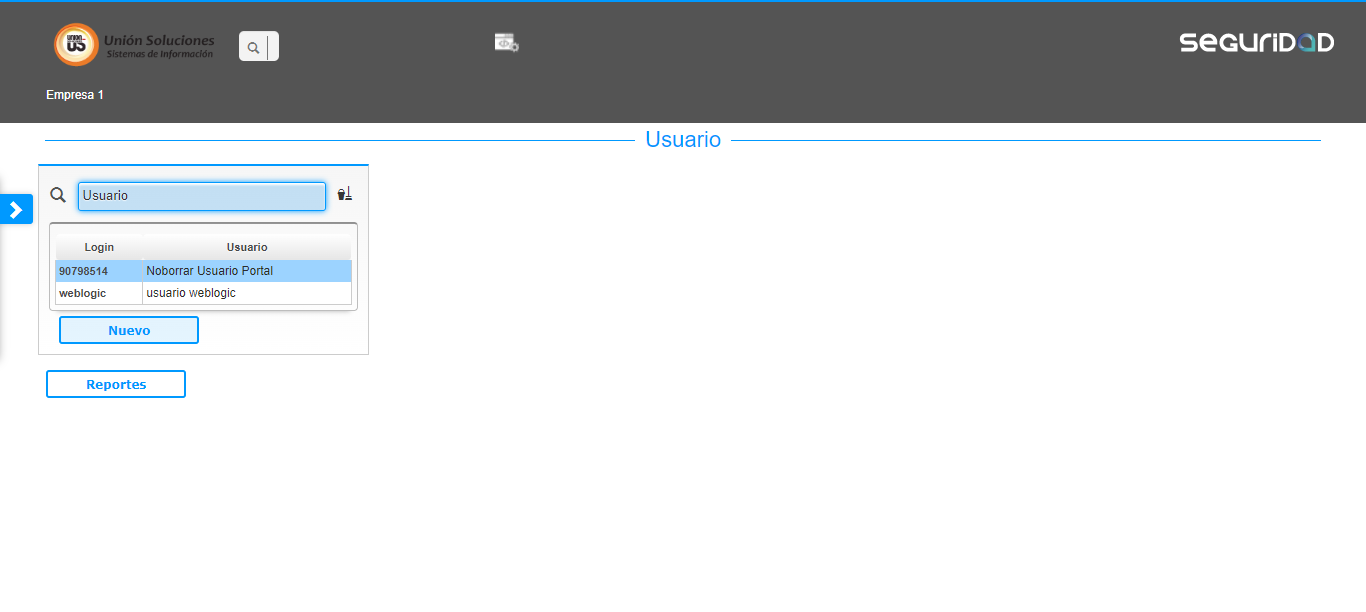 UNION
US
Unión Soluciones
Sistemas de Información
SEGURIDAD
Empresa 1
Usuario
Usuario
Login Usuario
90798514 Noborrar Usuario Portal
weblogic usuario weblogic
Nuevo
Reportes